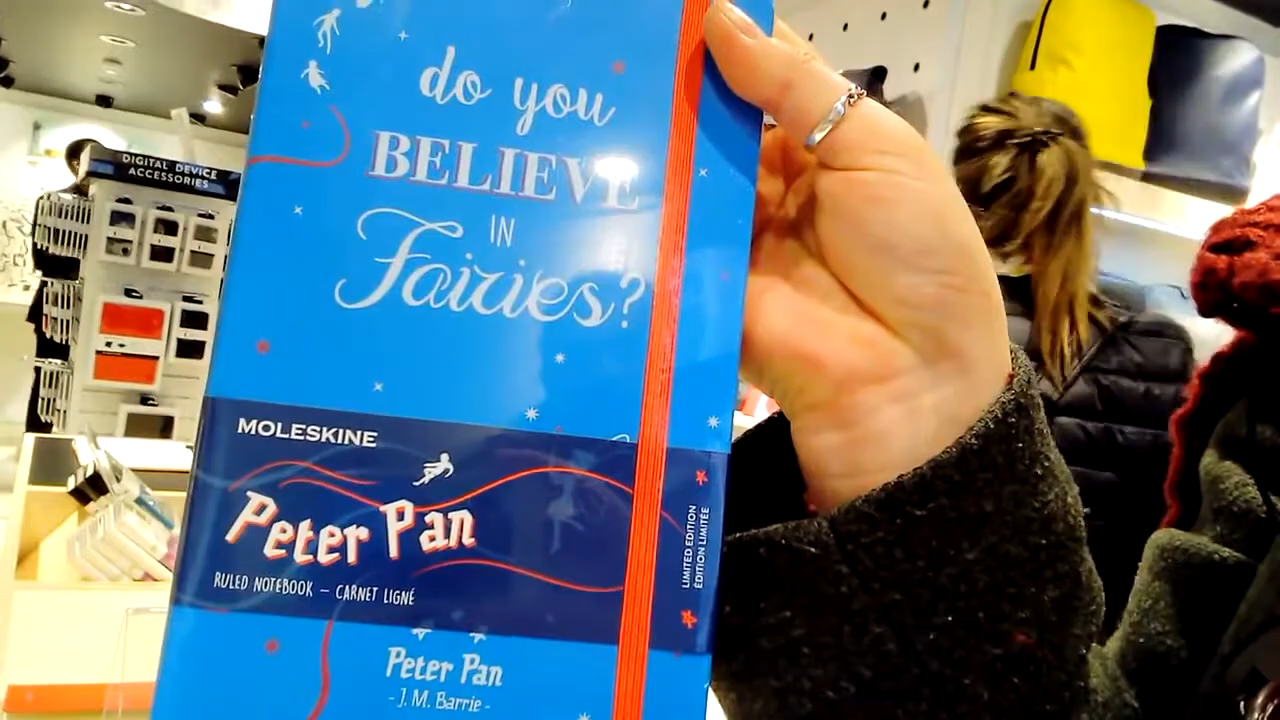 DIGITAL DEVICE
ACCESSORIES
do you
BELIEVE
IN
Fairies?
MOLESKINE
Peter Pan
RULED NOTEBOOK – CARNET LIGNÉ
LIMITED EDITION
ÉDITION LIMITÉE
Peter Pan
- J. M. Barrie -